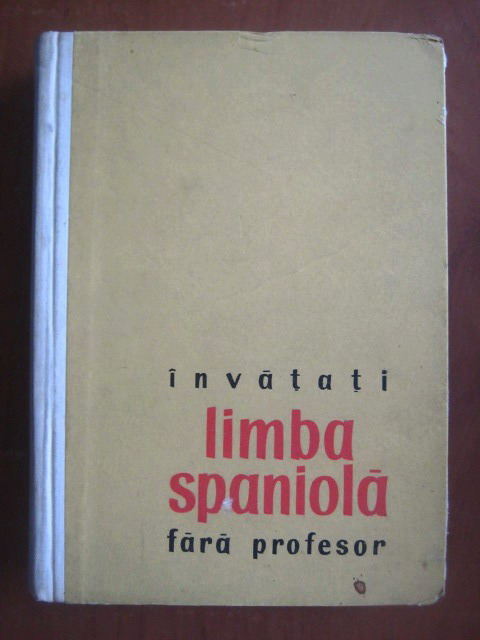 învățați
limba
spaniolă
fără profesor